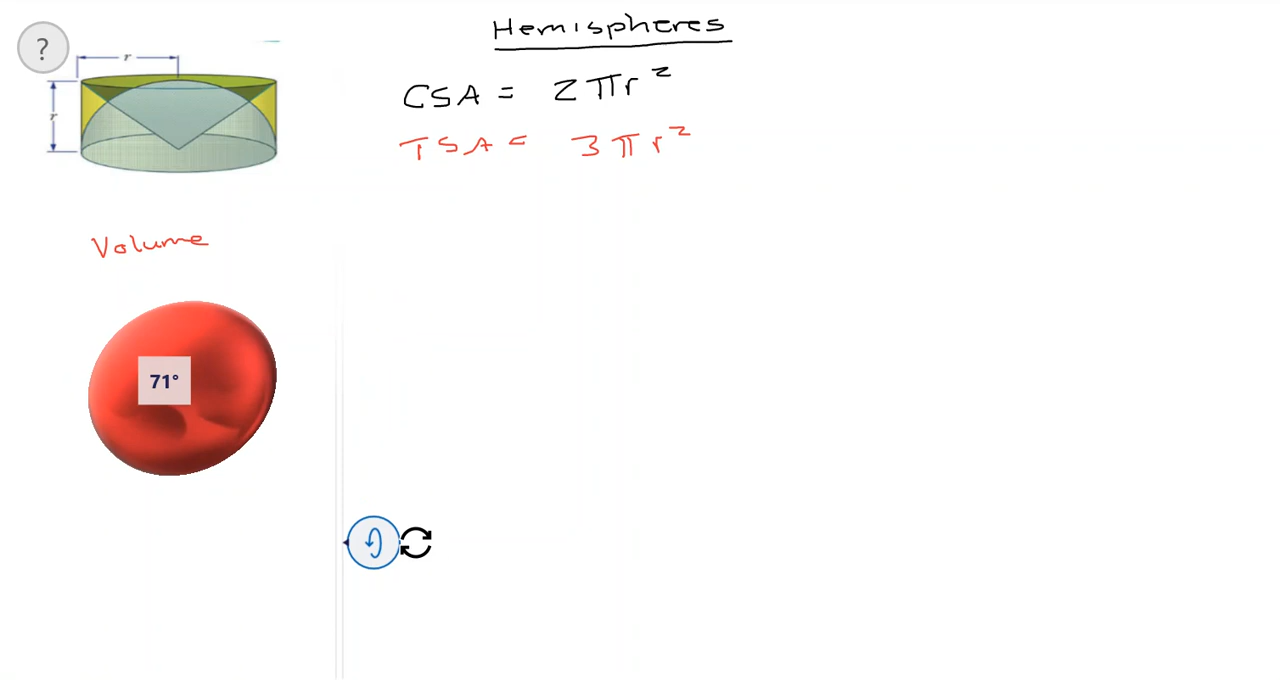 Hemispheres
?
r
r
CSA = 2πr²
TSA = 3πr²
Volume
71°